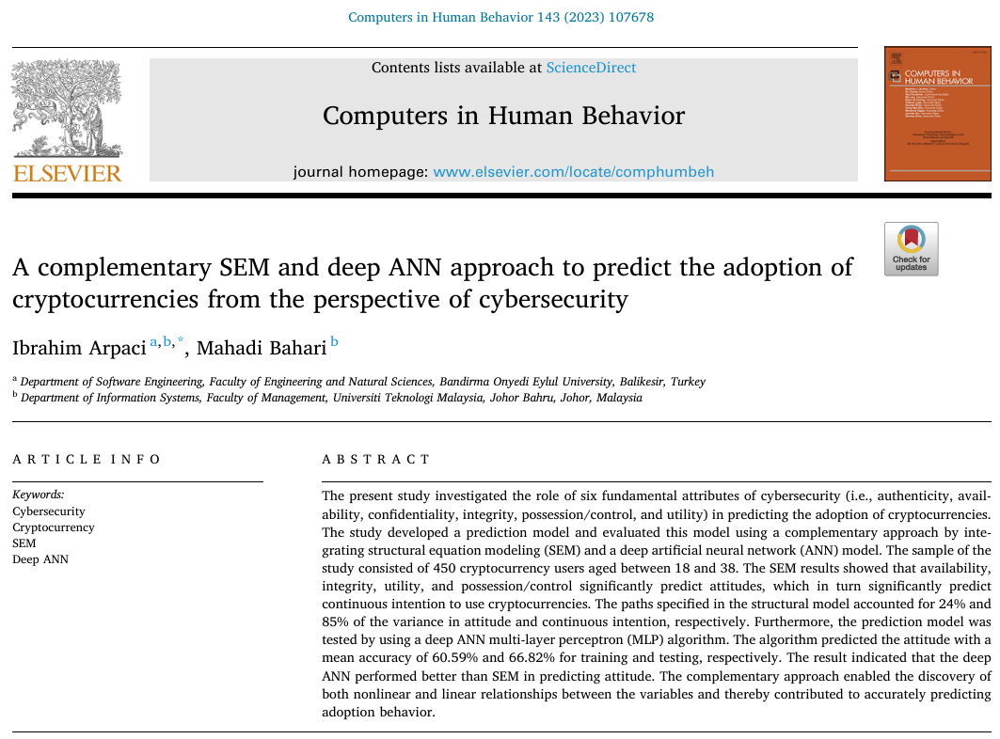 Computers in Human Behavior 143 (2023) 107678
Contents lists available at ScienceDirect
Computers in Human Behavior
journal homepage: www.elsevier.com/locate/comphumbeh
ELSEVIER
COMPUTERS IN
HUMAN BEHAVIOR
Check for
updates
A complementary SEM and deep ANN approach to predict the adoption of
cryptocurrencies from the perspective of cybersecurity
Ibrahim Arpaci a,b,*, Mahadi Bahari b
a Department of Software Engineering, Faculty of Engineering and Natural Sciences, Bandirma Onyedi Eylul University, Balikesir, Turkey
b Department of Information Systems, Faculty of Management, Universiti Teknologi Malaysia, Johor Bahru, Johor, Malaysia
ARTICLE INFO
Keywords:
Cybersecurity
Cryptocurrency
SEM
Deep ANN
ABSTRACT
The present study investigated the role of six fundamental attributes of cybersecurity (i.e., authenticity, avail-
ability, confidentiality, integrity, possession/control, and utility) in predicting the adoption of cryptocurrencies.
The study developed a prediction model and evaluated this model using a complementary approach by inte-
grating structural equation modeling (SEM) and a deep artificial neural network (ANN) model. The sample of the
study consisted of 450 cryptocurrency users aged between 18 and 38. The SEM results showed that availability,
integrity, utility, and possession/control significantly predict attitudes, which in turn significantly predict
continuous intention to use cryptocurrencies. The paths specified in the structural model accounted for 24% and
85% of the variance in attitude and continuous intention, respectively. Furthermore, the prediction model was
tested by using a deep ANN multi-layer perceptron (MLP) algorithm. The algorithm predicted the attitude with a
mean accuracy of 60.59% and 66.82% for training and testing, respectively. The result indicated that the deep
ANN performed better than SEM in predicting attitude. The complementary approach enabled the discovery of
both nonlinear and linear relationships between the variables and thereby contributed to accurately predicting
adoption behavior.